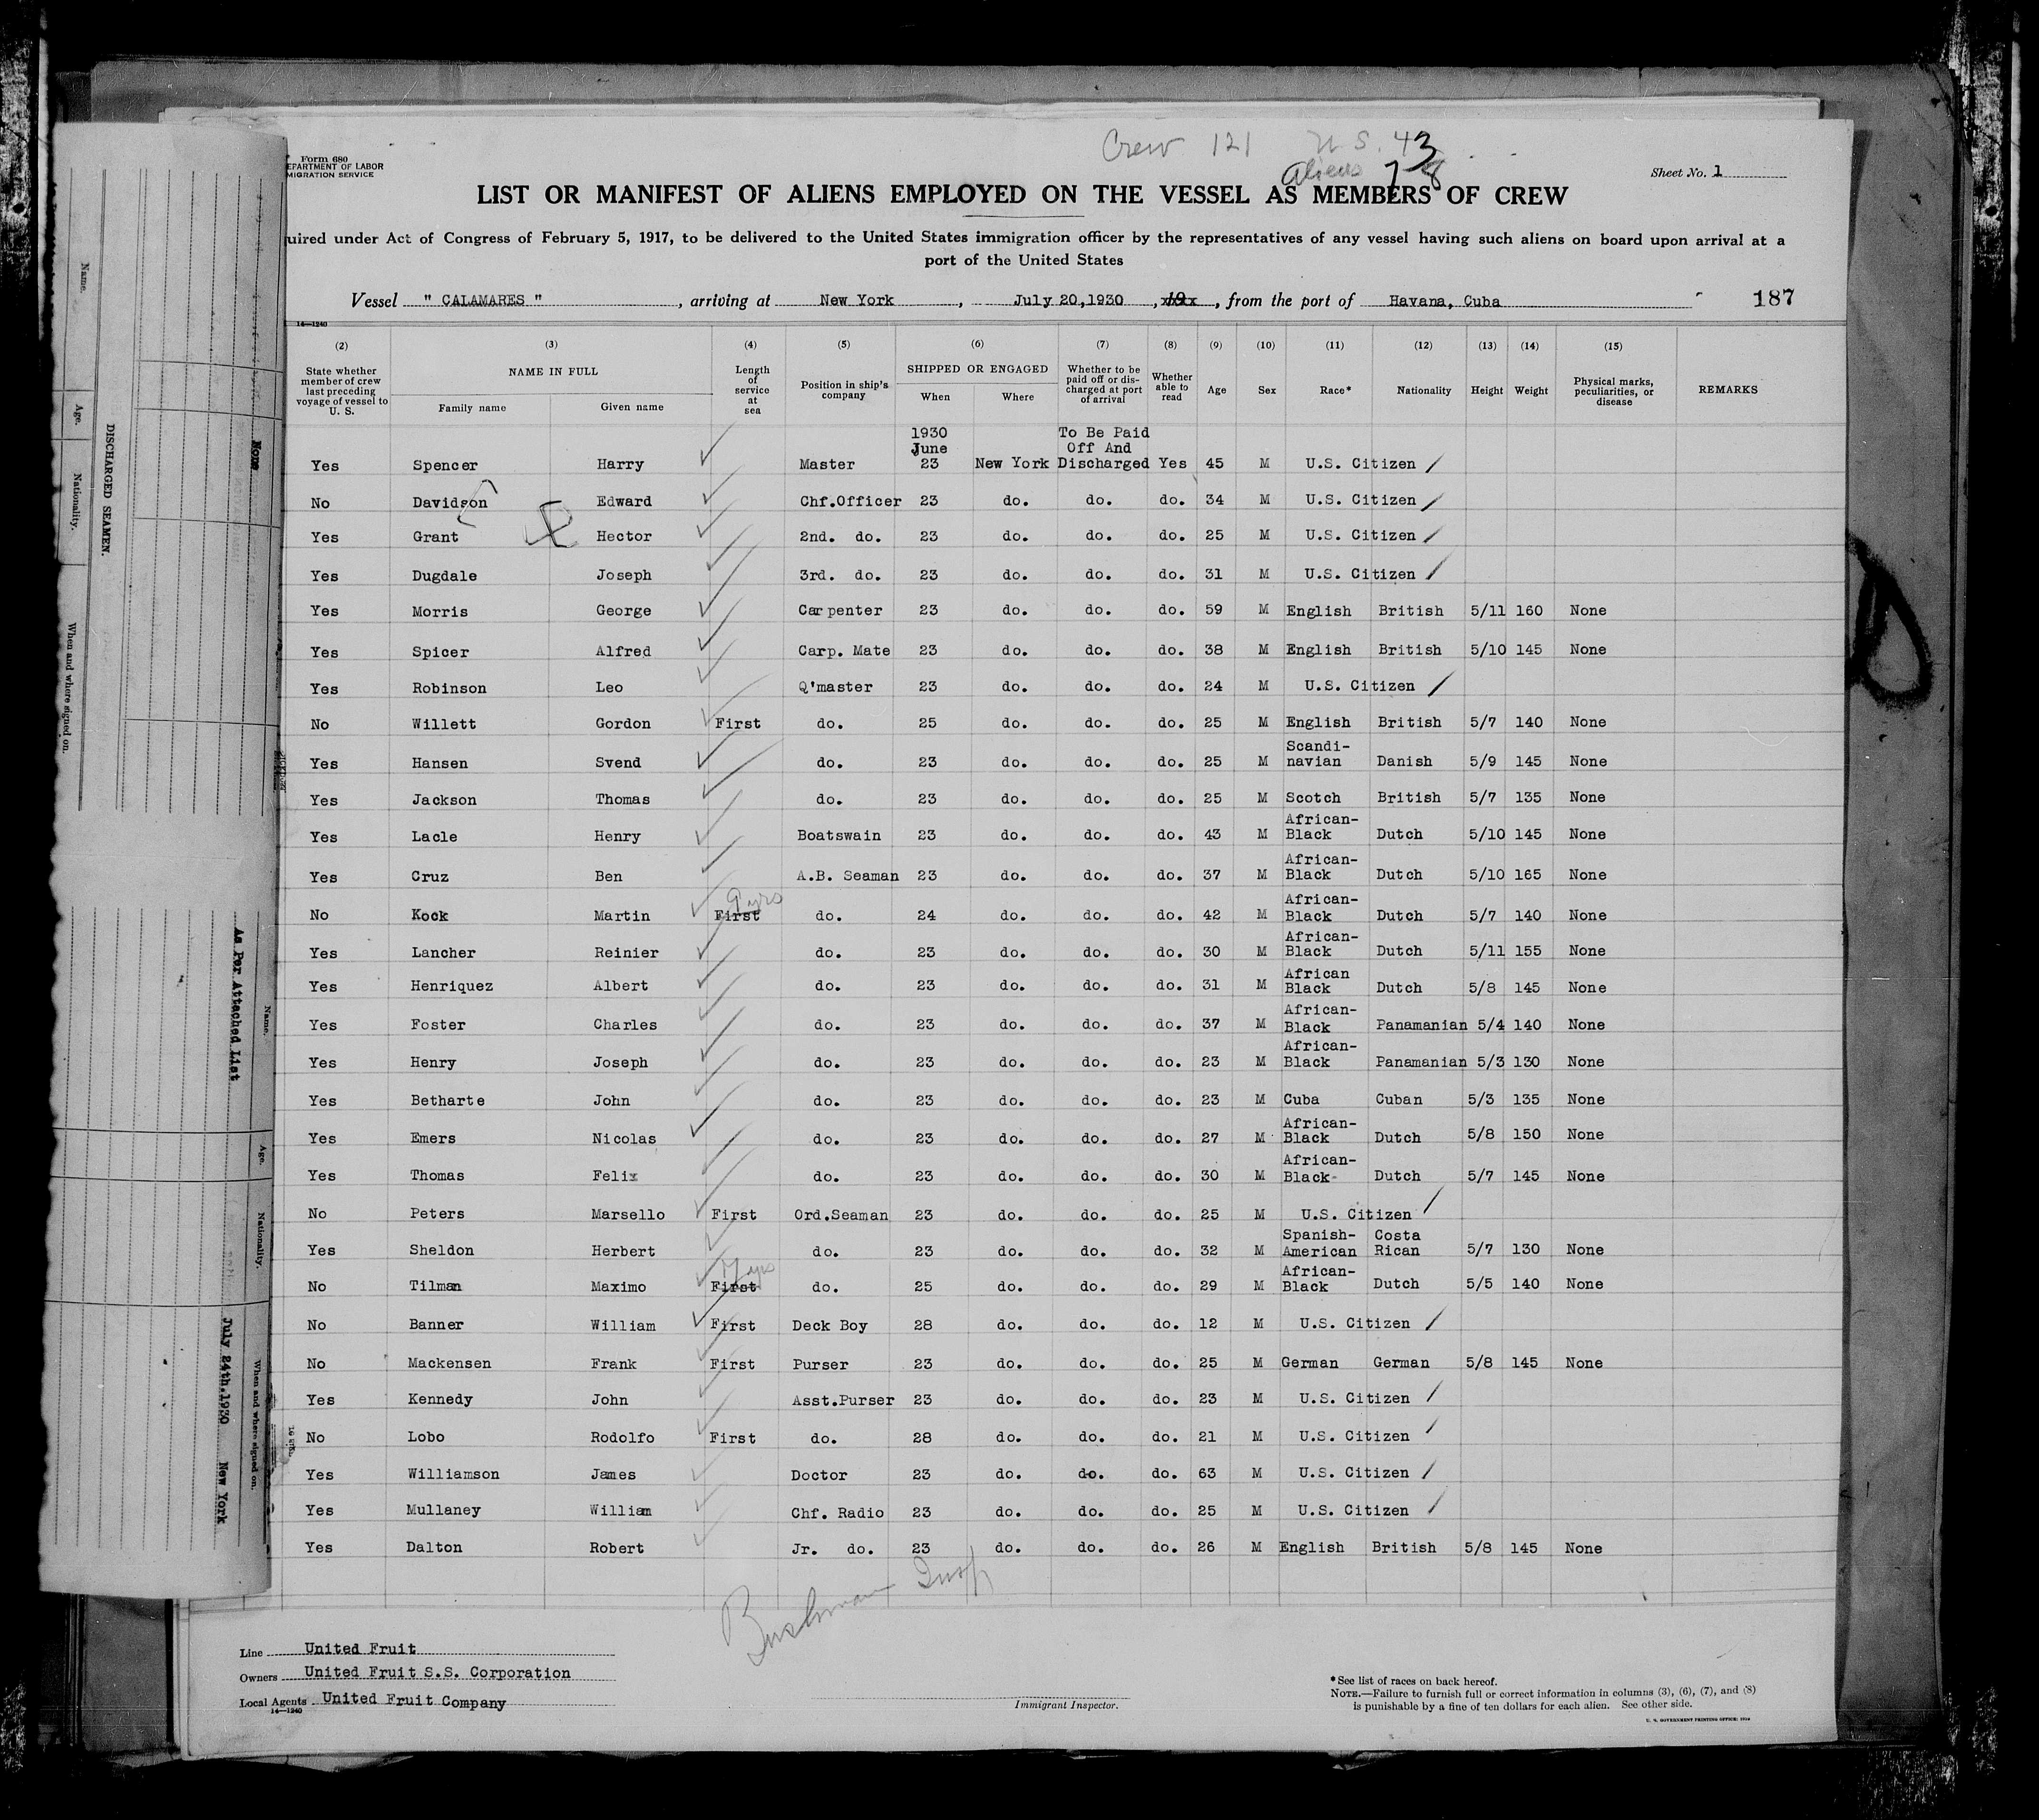 Crew 121 U.S. 43
Aliens 78
Form 680
EPARTMENT OF LABOR
MIGRATION SERVICE
Sheet No. 1
LIST OR MANIFEST OF ALIENS EMPLOYED ON THE VESSEL AS MEMBERS OF CREW
uired under Act of Congress of February 5, 1917, to be delivered to the United States immigration officer by the representatives of any vessel having such aliens on board upon arrival at a
port of the United States
Vessel " CALAMARES ", arriving at New York, July 20,1930, 19, from the port of Havana, Cuba 187
14—1240
(2) (3) (4) (5) (6) (7) (8) (9) (10) (11) (12) (13) (14) (15)
State whether member of crew last preceding voyage of vessel to U. S. NAME IN FULL Family name Given name Length of service at sea Position in ship's company SHIPPED OR ENGAGED When Where Whether to be paid off or discharged at port of arrival Whether able to read Age Sex Race* Nationality Height Weight Physical marks, peculiarities, or disease REMARKS
1930 To Be Paid
June Off And
Yes Spencer Harry Master 23 New York Discharged Yes 45 M U.S. Citizen
No Davidson Edward Chf.Officer 23 do. do. do. 34 M U.S. Citizen
Yes Grant Hector 2nd. do. 23 do. do. do. 25 M U.S. Citizen
Yes Dugdale Joseph 3rd. do. 23 do. do. do. 31 M U.S. Citizen
Yes Morris George Carpenter 23 do. do. do. 59 M English British 5/11 160 None
Yes Spicer Alfred Carp. Mate 23 do. do. do. 38 M English British 5/10 145 None
Yes Robinson Leo Q'master 23 do. do. do. 24 M U.S. Citizen
No Willett Gordon First do. 25 do. do. do. 25 M English British 5/7 140 None
Yes Hansen Svend do. 23 do. do. do. 25 M Scandi-navian Danish 5/9 145 None
Yes Jackson Thomas do. 23 do. do. do. 25 M Scotch British 5/7 135 None
Yes Lacle Henry Boatswain 23 do. do. do. 43 M African-Black Dutch 5/10 145 None
Yes Cruz Ben A.B. Seaman 23 do. do. do. 37 M African-Black Dutch 5/10 165 None
No Kock Martin First 9 yrs do. 24 do. do. do. 42 M African-Black Dutch 5/7 140 None
Yes Lancher Reinier do. 23 do. do. do. 30 M African-Black Dutch 5/11 155 None
Yes Henriquez Albert do. 23 do. do. do. 31 M African Black Dutch 5/8 145 None
Yes Foster Charles do. 23 do. do. do. 37 M African-Black Panamanian 5/4 140 None
Yes Henry Joseph do. 23 do. do. do. 23 M African-Black Panamanian 5/3 130 None
Yes Betharte John do. 23 do. do. do. 23 M Cuba Cuban 5/3 135 None
Yes Emers Nicolas do. 23 do. do. do. 27 M African-Black Dutch 5/8 150 None
Yes Thomas Felix do. 23 do. do. do. 30 M African-Black- Dutch 5/7 145 None
No Peters Marsello First Ord.Seaman 23 do. do. do. 25 M U.S. Citizen
Yes Sheldon Herbert do. 23 do. do. do. 32 M Spanish-American Costa Rican 5/7 130 None
No Tilman Maximo First yrs do. 25 do. do. do. 29 M African-Black Dutch 5/5 140 None
No Banner William First Deck Boy 28 do. do. do. 12 M U.S. Citizen
No Mackensen Frank First Purser 23 do. do. do. 25 M German German 5/8 145 None
Yes Kennedy John Asst.Purser 23 do. do. do. 23 M U.S. Citizen
No Lobo Rodolfo First do. 28 do. do. do. 21 M U.S. Citizen
Yes Williamson James Doctor 23 do. do. do. 63 M U.S. Citizen
Yes Mullaney William Chf. Radio 23 do. do. do. 25 M U.S. Citizen
Yes Dalton Robert Jr. do. 23 do. do. do. 26 M English British 5/8 145 None
Bushman Insp
Line United Fruit
Owners United Fruit S.S. Corporation
Local Agents United Fruit Company
14—1240
Immigrant Inspector.
*See list of races on back hereof.
NOTE.—Failure to furnish full or correct information in columns (3), (6), (7), and (8)
is punishable by a fine of ten dollars for each alien. See other side.
U. S. GOVERNMENT PRINTING OFFICE
DISCHARGED SEAMEN.
Name. Age. Nationality. When and where signed on.
None
Name. Age. Nationality. When and where signed on.
As Per Attached List
July 24th,1930 New York